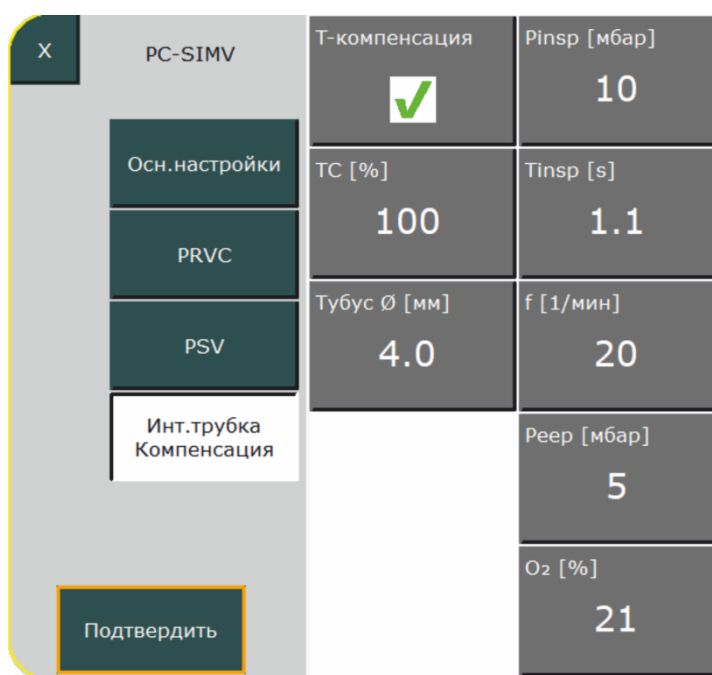 X
PC-SIMV
Осн.настройки
PRVC
PSV
Инт.трубка
Компенсация
Подтвердить
Т-компенсация
TC [%]
100
Тубус Ø [мм]
4.0
Pinsp [мбар]
10
Tinsp [s]
1.1
f [1/мин]
20
Peep [мбар]
5
O₂ [%]
21